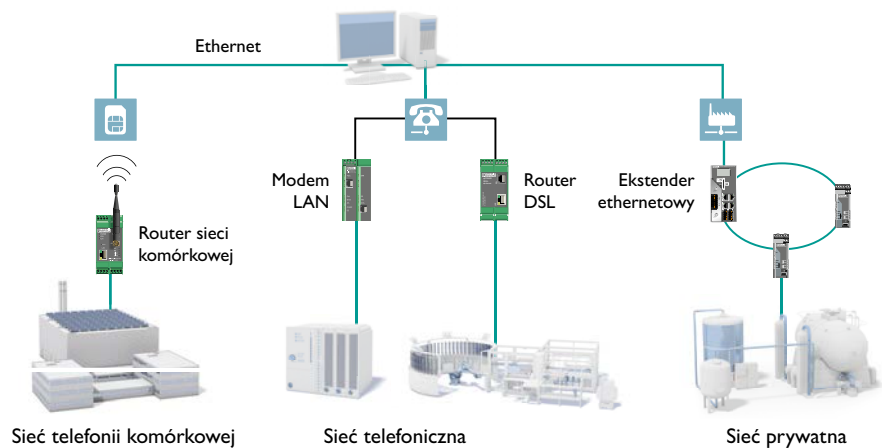 Ethernet
Modem
LAN
Router
DSL
Ekstender
ethernetowy
Router sieci
komórkowej
Sieć telefonii komórkowej
Sieć telefoniczna
Sieć prywatna